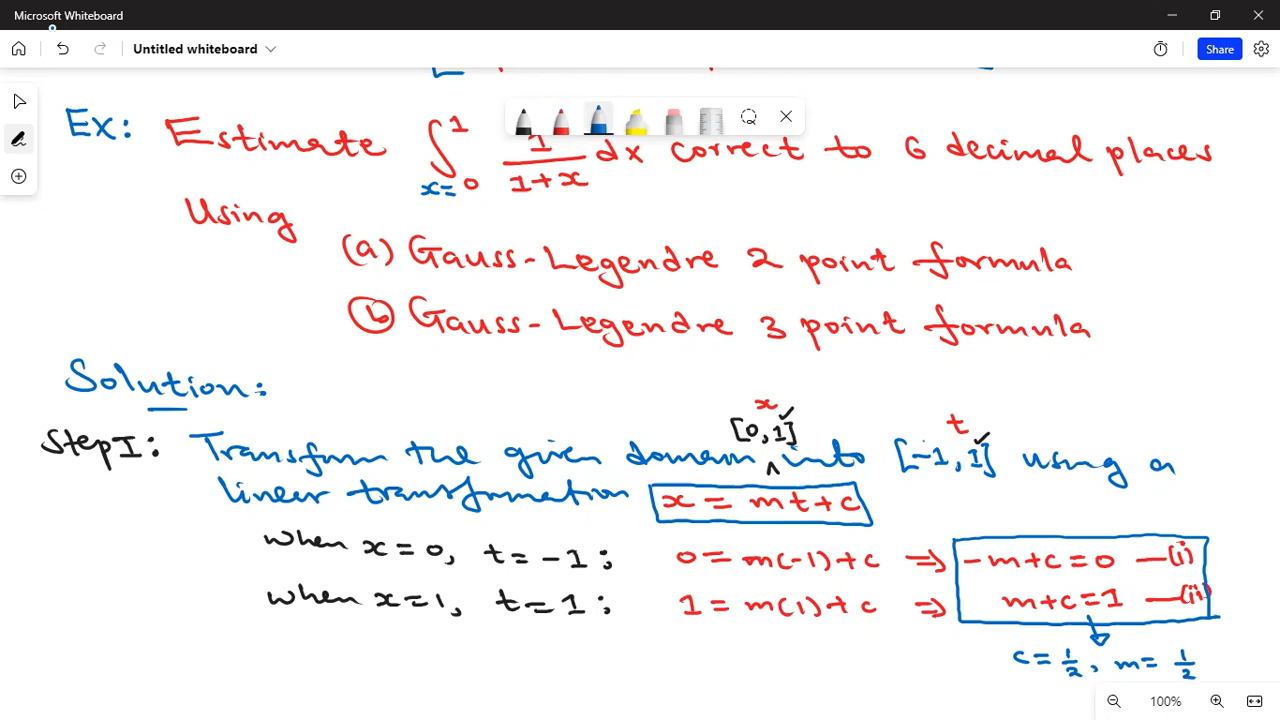 Microsoft Whiteboard
Untitled whiteboard
Share
Ex: Estimate ∫ x=0 1 1/(1+x) dx correct to 6 decimal places
Using
(a) Gauss-Legendre 2 point formula
(b) Gauss-Legendre 3 point formula
Solution:
x t
Step I: Transform the given domain [0,1] into [-1,1] using a
linear transformation x = mt+c
when x=0, t=-1; 0=m(-1)+c ⇒ -m+c=0 —(i)
when x=1, t=1; 1=m(1)+c ⇒ m+c=1 —(ii)
c=1/2, m=1/2
100%